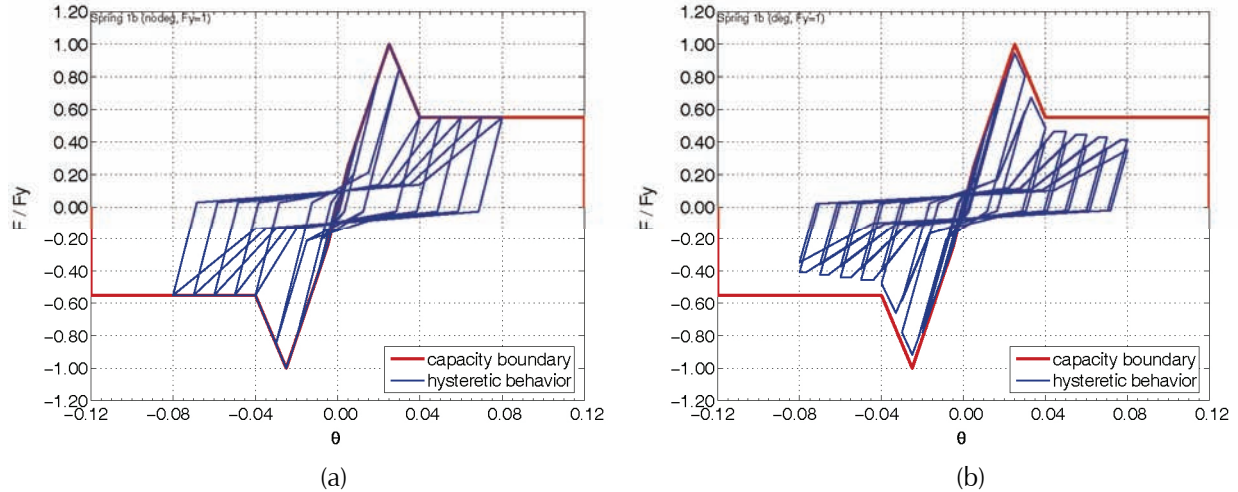 Spring 1b (nodeg, Fy=1)
1.20
1.00
0.80
0.60
0.40
0.20
0.00
−0.20
−0.40
−0.60
−0.80
−1.00
−1.20
F / Fy
capacity boundary
hysteretic behavior
−0.12 −0.08 −0.04 0.00 0.04 0.08 0.12
θ
(a)
Spring 1b (deg, Fy=1)
1.20
1.00
0.80
0.60
0.40
0.20
0.00
−0.20
−0.40
−0.60
−0.80
−1.00
−1.20
F / Fy
capacity boundary
hysteretic behavior
−0.12 −0.08 −0.04 0.00 0.04 0.08 0.12
θ
(b)